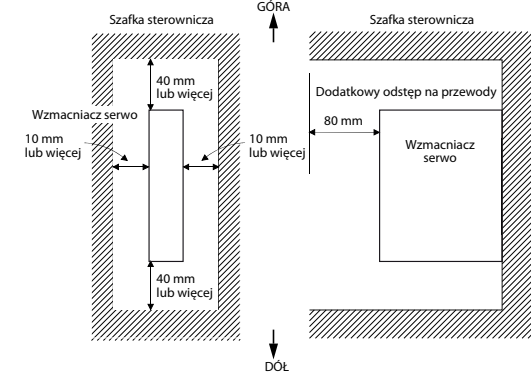 GÓRA
Szafka sterownicza
40 mm
lub więcej
Wzmacniacz serwo
10 mm
lub więcej
10 mm
lub więcej
40 mm
lub więcej
Szafka sterownicza
Dodatkowy odstęp na przewody
80 mm
Wzmacniacz
serwo
DÓŁ